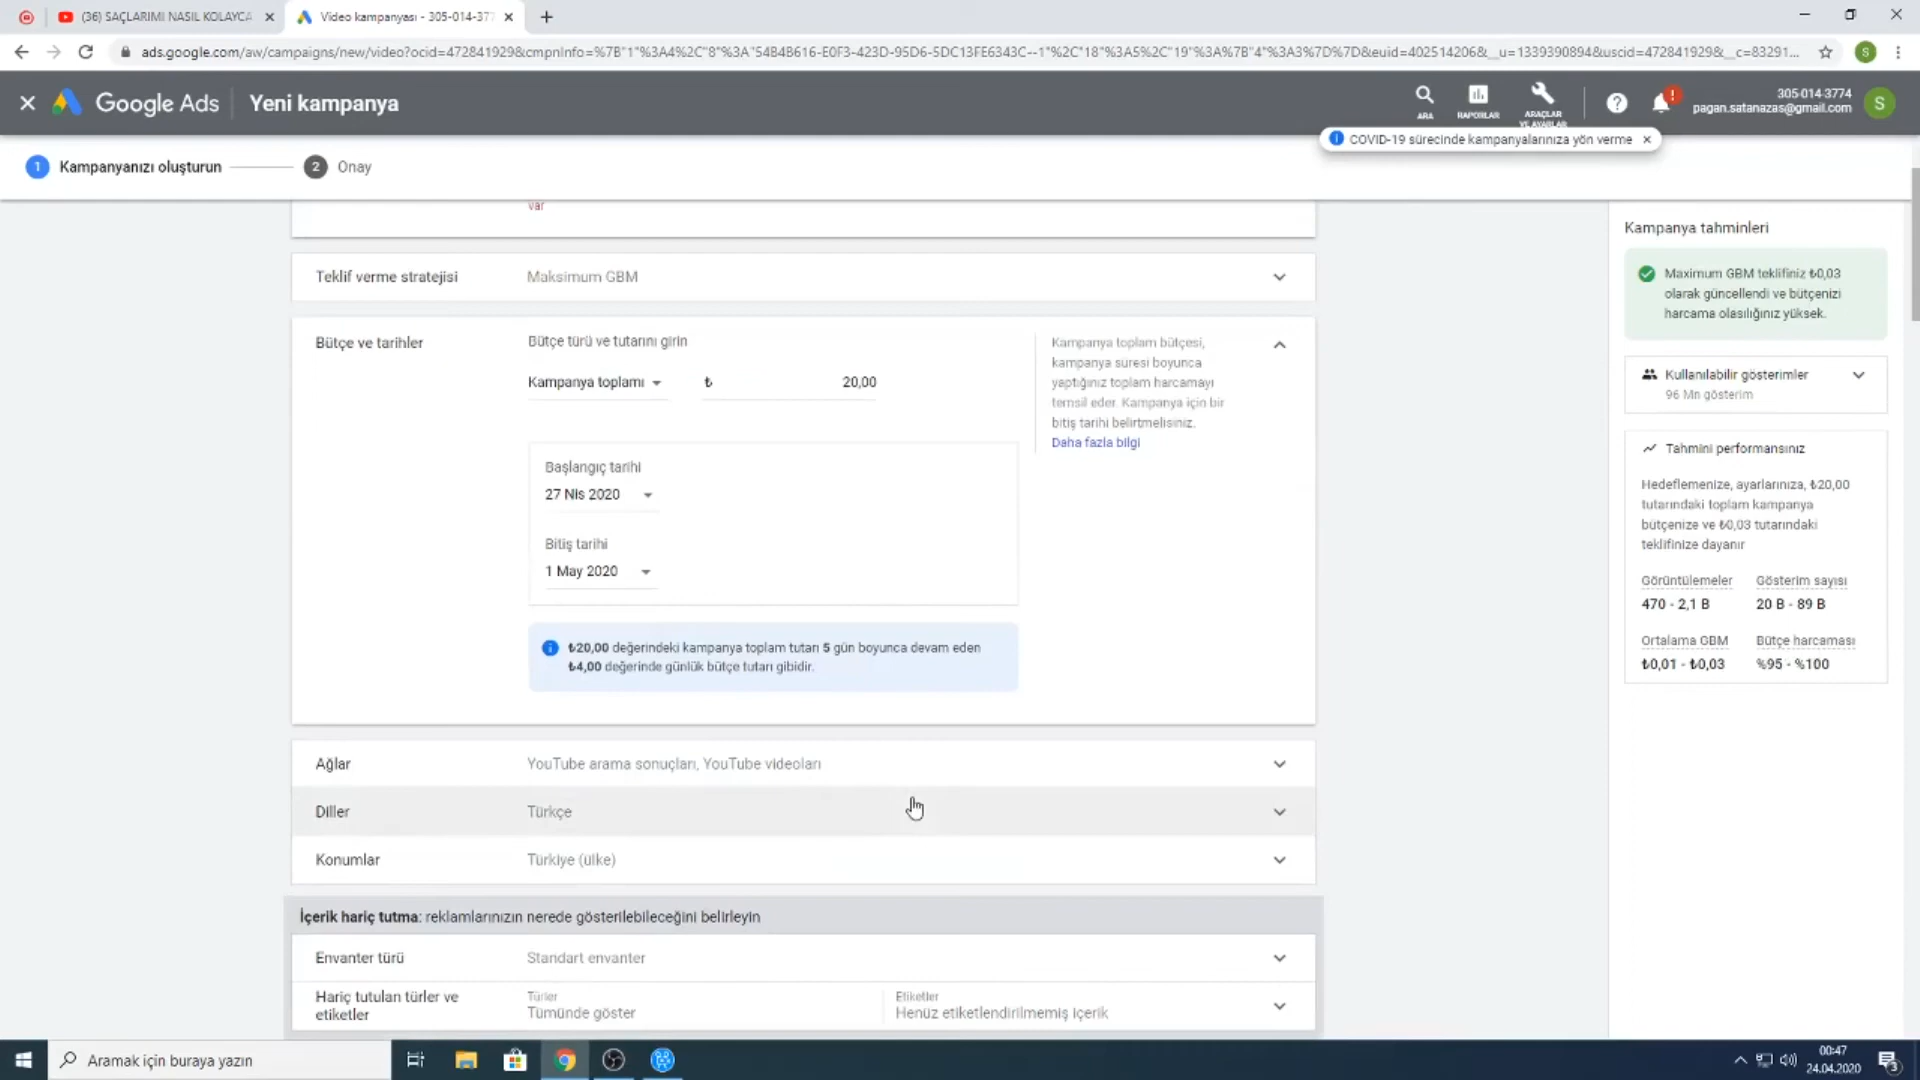 (36) SAÇLARIMI NASIL KOLAYCA
Video kampanyası - 305-014-377
ads.google.com/aw/campaigns/new/video?ocid=472841929&cmpnInfo=%7B"1"%3A4%2C"8"%3A"54B4B616-E0F3-423D-95D6-5DC13FE6343C--1"%2C"18"%3A5%2C"19"%3A%7B"4"%3A3%7D%7D&euid=402514206&__u=1339390894&uscid=472841929&__c=83291...
S
Google Ads
Yeni kampanya
ARA
RAPORLAR
ARAÇLAR
VE AYARLAR
305-014-3774
pagan.satanazas@gmail.com
S
COVID-19 sürecinde kampanyalarınıza yön verme
1 Kampanyanızı oluşturun
2 Onay
var
Teklif verme stratejisi
Maksimum GBM
Bütçe ve tarihler
Bütçe türü ve tutarını girin
Kampanya toplamı
₺ 20,00
Başlangıç tarihi
27 Nis 2020
Bitiş tarihi
1 May 2020
₺20,00 değerindeki kampanya toplam tutarı 5 gün boyunca devam eden
₺4,00 değerinde günlük bütçe tutarı gibidir.
Kampanya toplam bütçesi,
kampanya süresi boyunca
yaptığınız toplam harcamayı
temsil eder. Kampanya için bir
bitiş tarihi belirtmelisiniz.
Daha fazla bilgi
Ağlar
YouTube arama sonuçları, YouTube videoları
Diller
Türkçe
Konumlar
Türkiye (ülke)
İçerik hariç tutma: reklamlarınızın nerede gösterilebileceğini belirleyin
Envanter türü
Standart envanter
Hariç tutulan türler ve
etiketler
Türler
Tümünde göster
Etiketler
Henüz etiketlendirilmemiş içerik
Kampanya tahminleri
Maximum GBM teklifiniz ₺0,03
olarak güncellendi ve bütçenizi
harcama olasılığınız yüksek.
Kullanılabilir gösterimler
96 Mn gösterim
Tahmini performansınız
Hedeflemenize, ayarlarınıza, ₺20,00
tutarındaki toplam kampanya
bütçenize ve ₺0,03 tutarındaki
teklifinize dayanır
Görüntülemeler
470 - 2,1 B
Gösterim sayısı
20 B - 89 B
Ortalama GBM
₺0,01 - ₺0,03
Bütçe harcaması
%95 - %100
Aramak için buraya yazın
00:47
24.04.2020
3